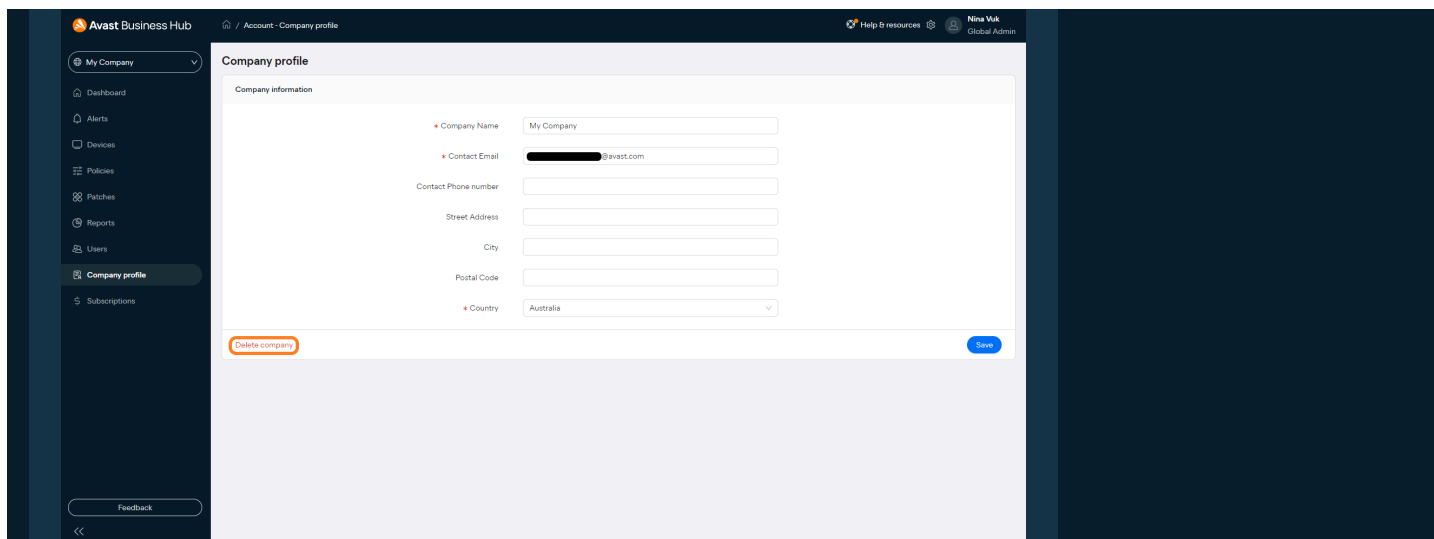 Avast Business Hub
/ Account - Company profile
Help & resources
Nina Vuk
Global Admin
My Company
Dashboard
Alerts
Devices
Policies
Patches
Reports
Users
Company profile
Subscriptions
Feedback
Company profile
Company information
* Company Name My Company
* Contact Email @avast.com
Contact Phone number
Street Address
City
Postal Code
* Country Australia
Delete company
Save